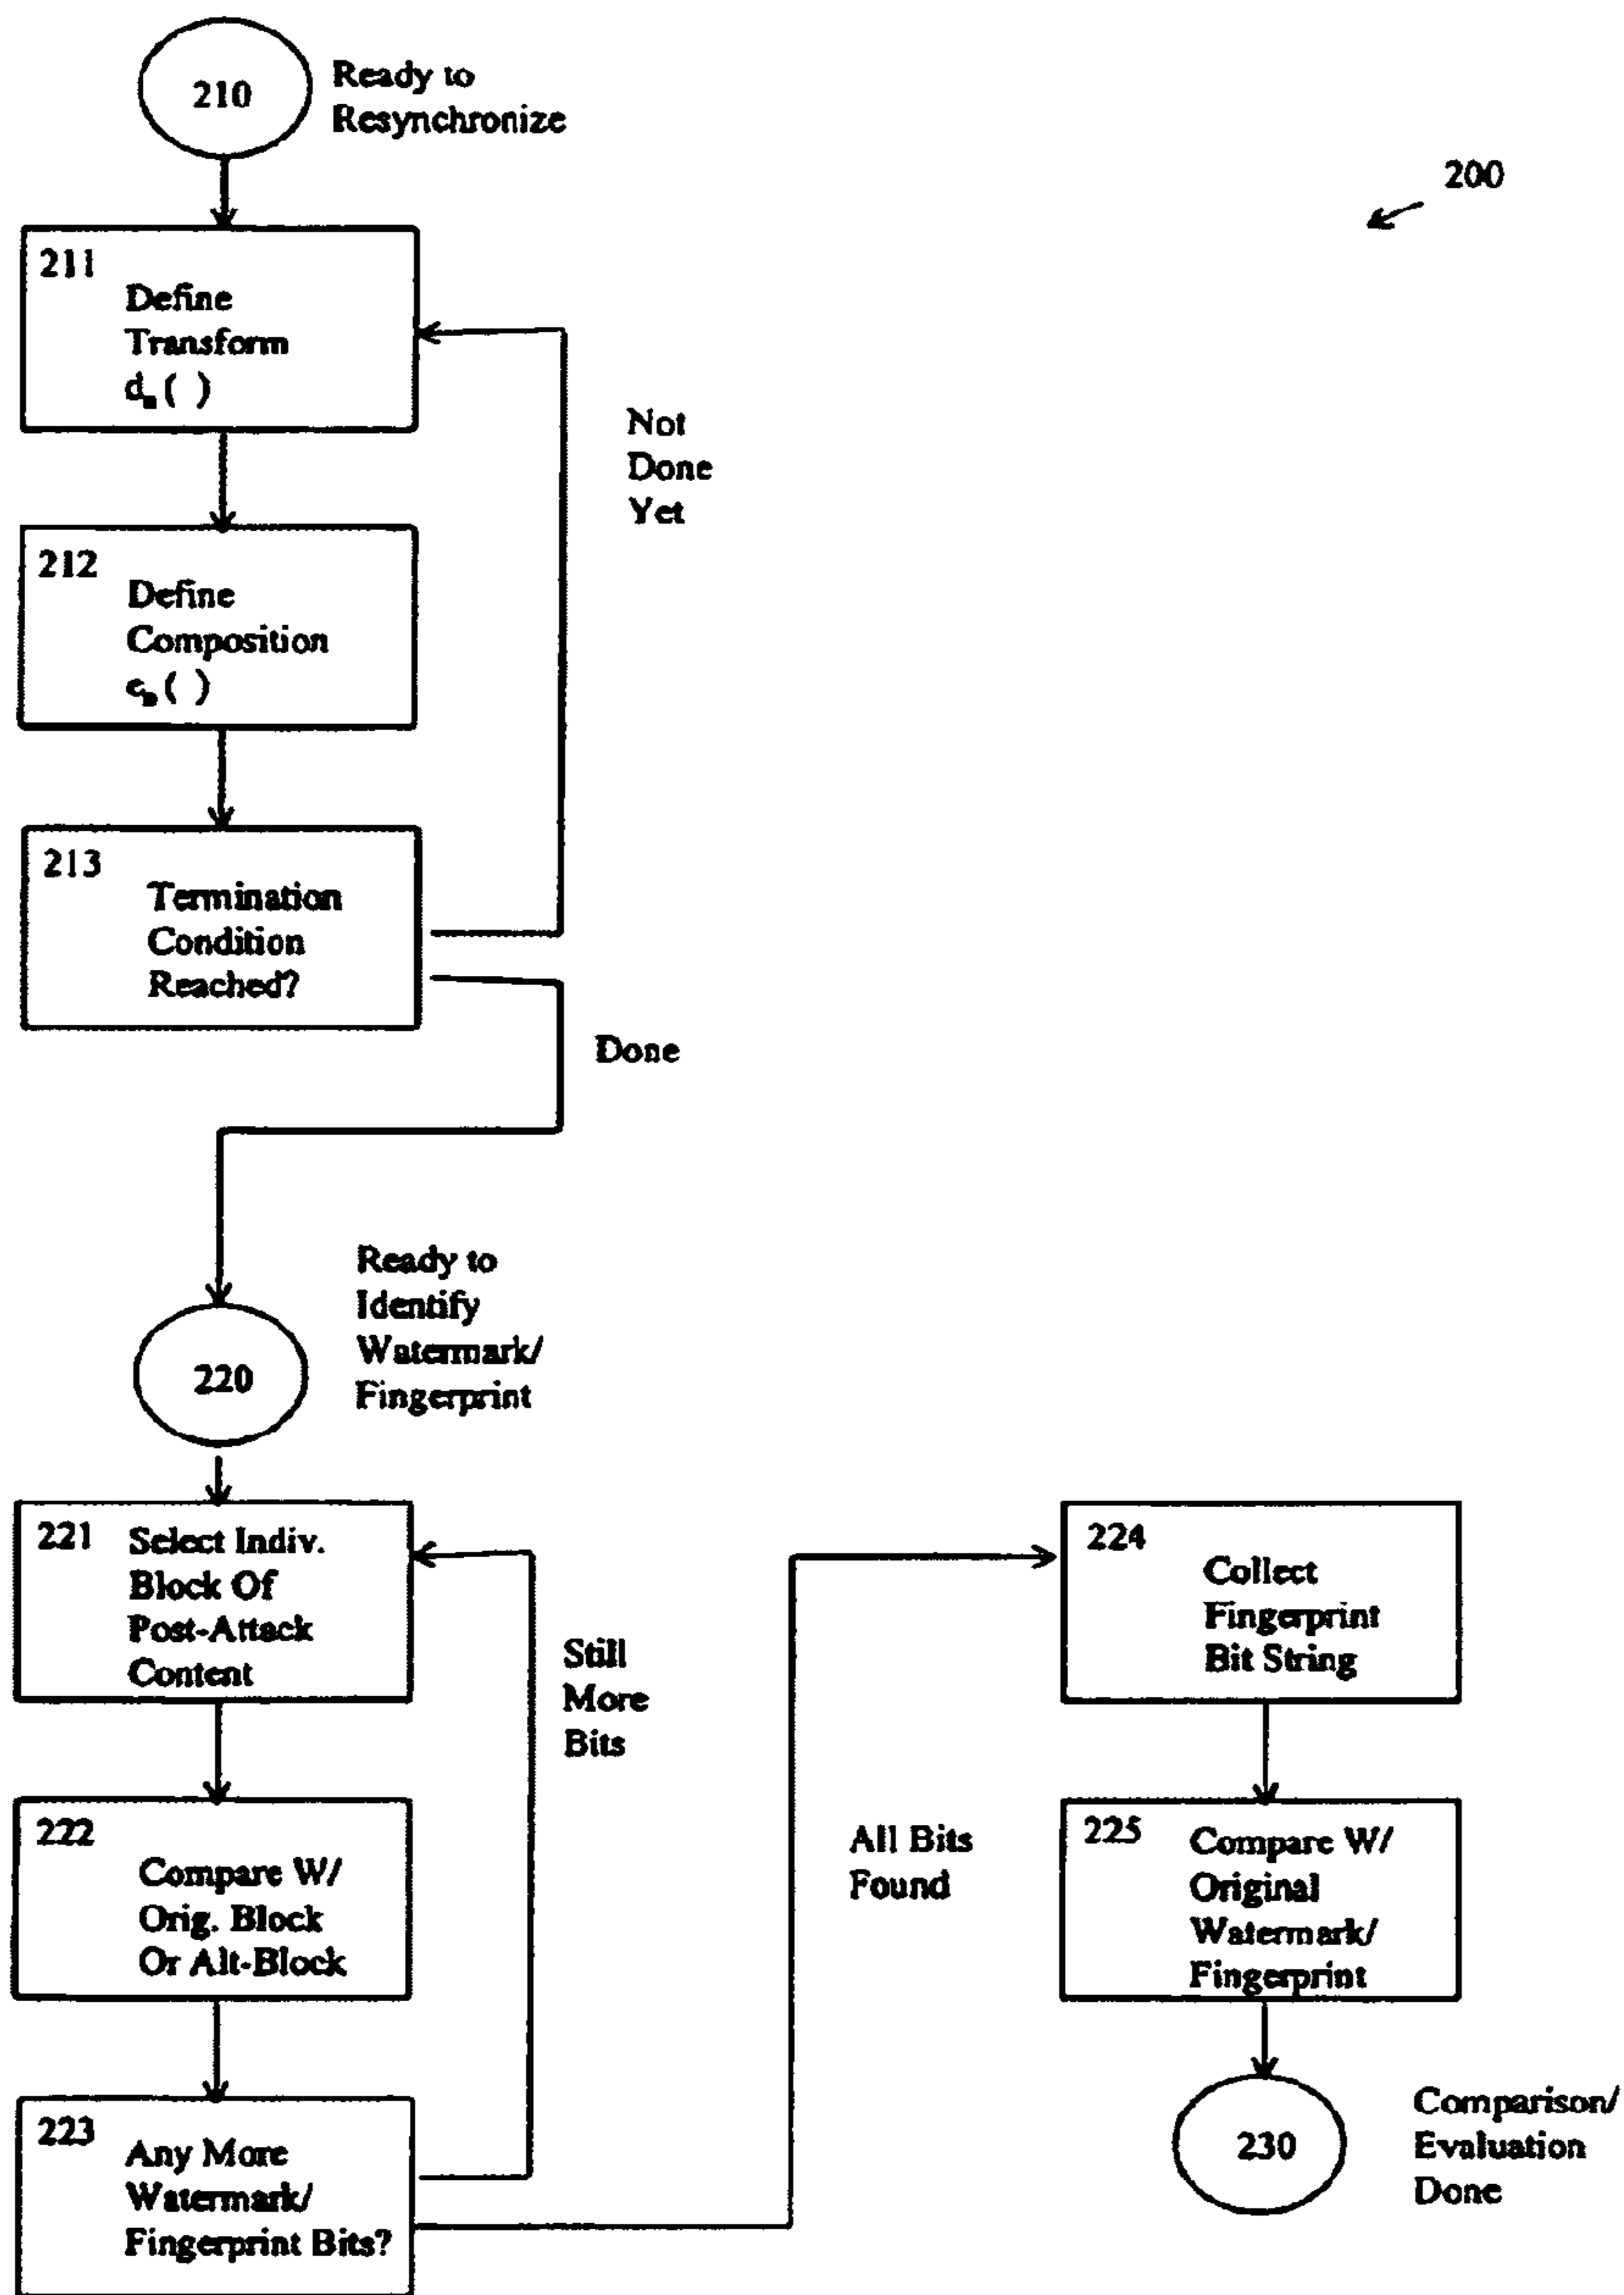 210
Ready to
Resynchronize
200
211
Define
Transform
dₙ ( )
Not
Done
Yet
212
Define
Composition
eₙ ( )
213
Termination
Condition
Reached?
Done
Ready to
Identify
Watermark/
Fingerprint
220
221 Select Indiv.
Block Of
Post-Attack
Content
Still
More
Bits
222
Compare W/
Orig. Block
Or Alt-Block
223
Any More
Watermark/
Fingerprint Bits?
All Bits
Found
224
Collect
Fingerprint
Bit String
225 Compare W/
Original
Watermark/
Fingerprint
230
Comparison/
Evaluation
Done